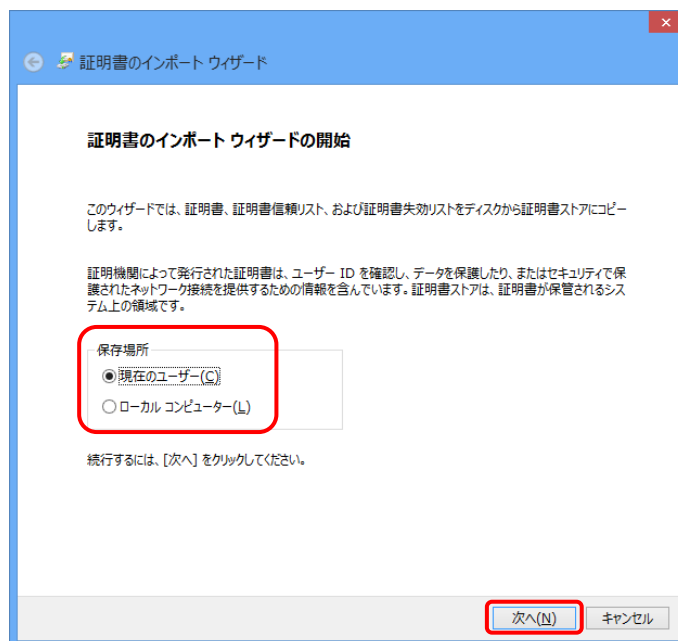 証明書のインポート ウィザード
証明書のインポート ウィザードの開始
このウィザードでは、証明書、証明書信頼リスト、および証明書失効リストをディスクから証明書ストアにコピー
します。
証明機関によって発行された証明書は、ユーザー ID を確認し、データを保護したり、またはセキュリティで保
護されたネットワーク接続を提供するための情報を含んでいます。証明書ストアは、証明書が保管されるシス
テム上の領域です。
保存場所
現在のユーザー(C)
ローカル コンピューター(L)
続行するには、[次へ] をクリックしてください。
次へ(N)
キャンセル